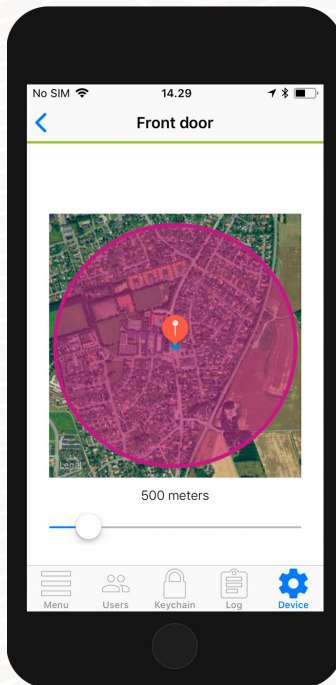 No SIM 14.29
Front door
Legal
500 meters
Menu Users Keychain Log Device